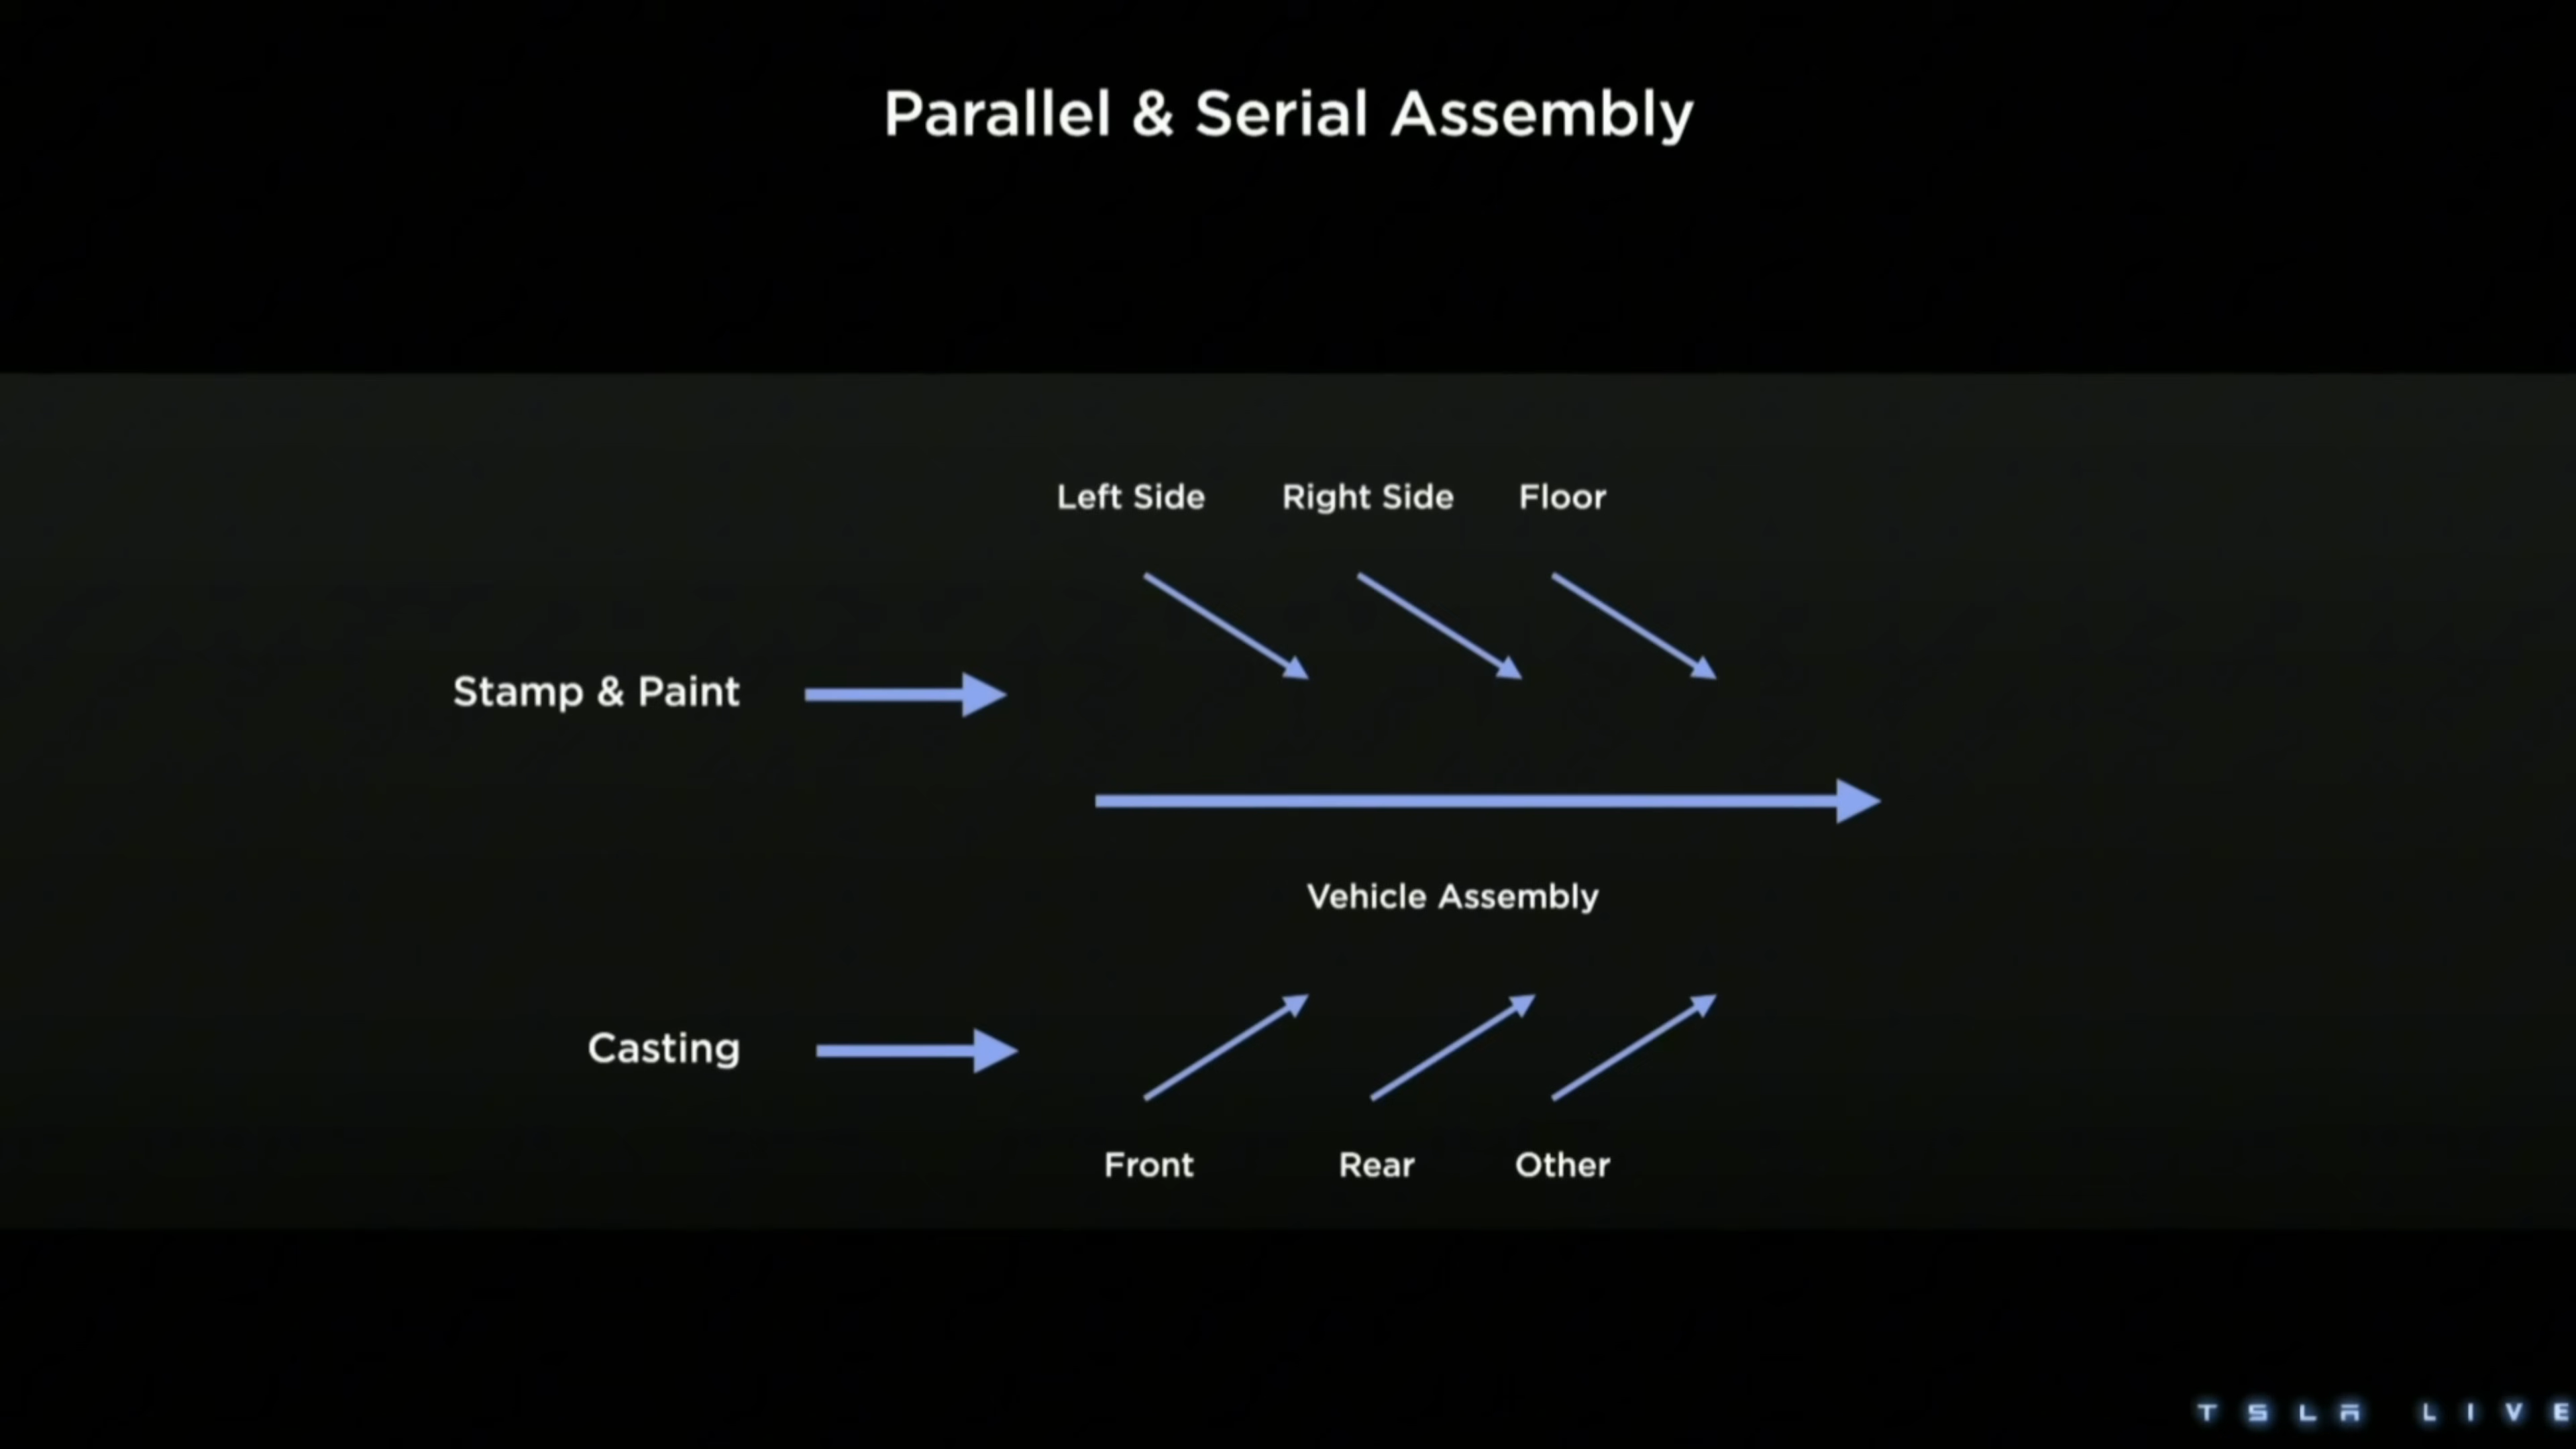 Parallel & Serial Assembly
Left Side
Right Side
Floor
Stamp & Paint
Vehicle Assembly
Casting
Front
Rear
Other
TSLA LIVE